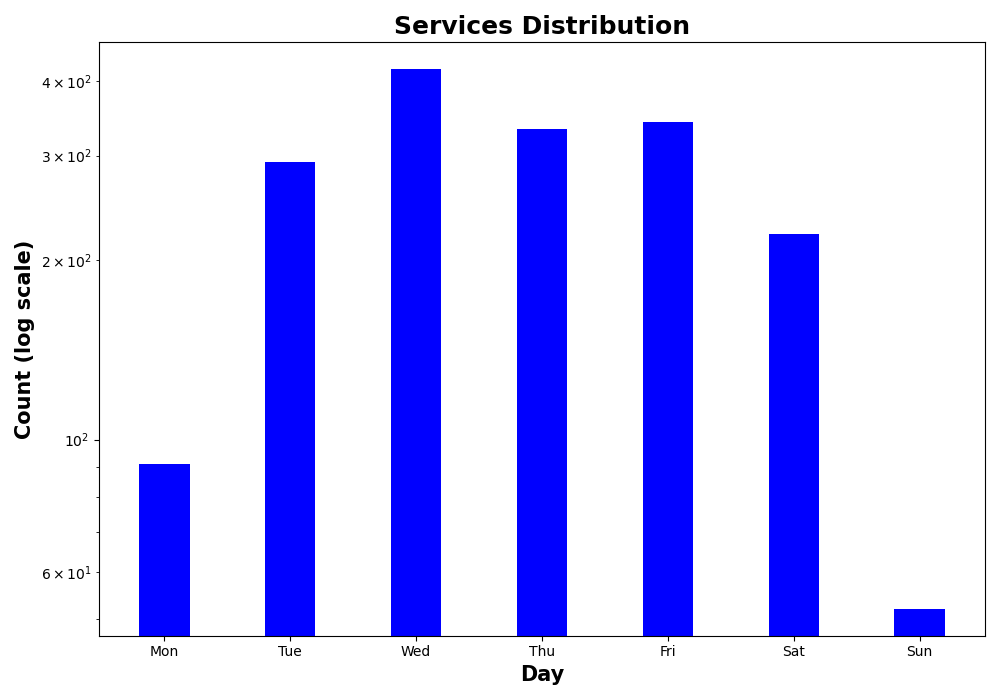 Services Distribution
Count (log scale)
4 × 10²
3 × 10²
2 × 10²
10²
6 × 10¹
Mon Tue Wed Thu Fri Sat Sun
Day